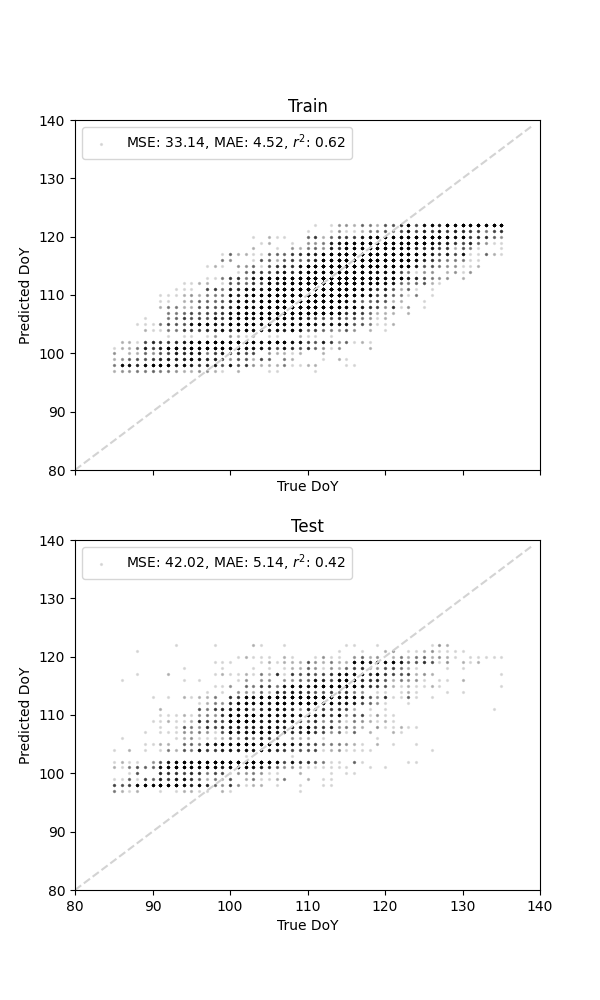 Train
140
MSE: 33.14, MAE: 4.52, r²: 0.62
130
120
110
100
90
80
Predicted DoY
True DoY
Test
140
MSE: 42.02, MAE: 5.14, r²: 0.42
130
120
110
100
90
80
Predicted DoY
80 90 100 110 120 130 140
True DoY